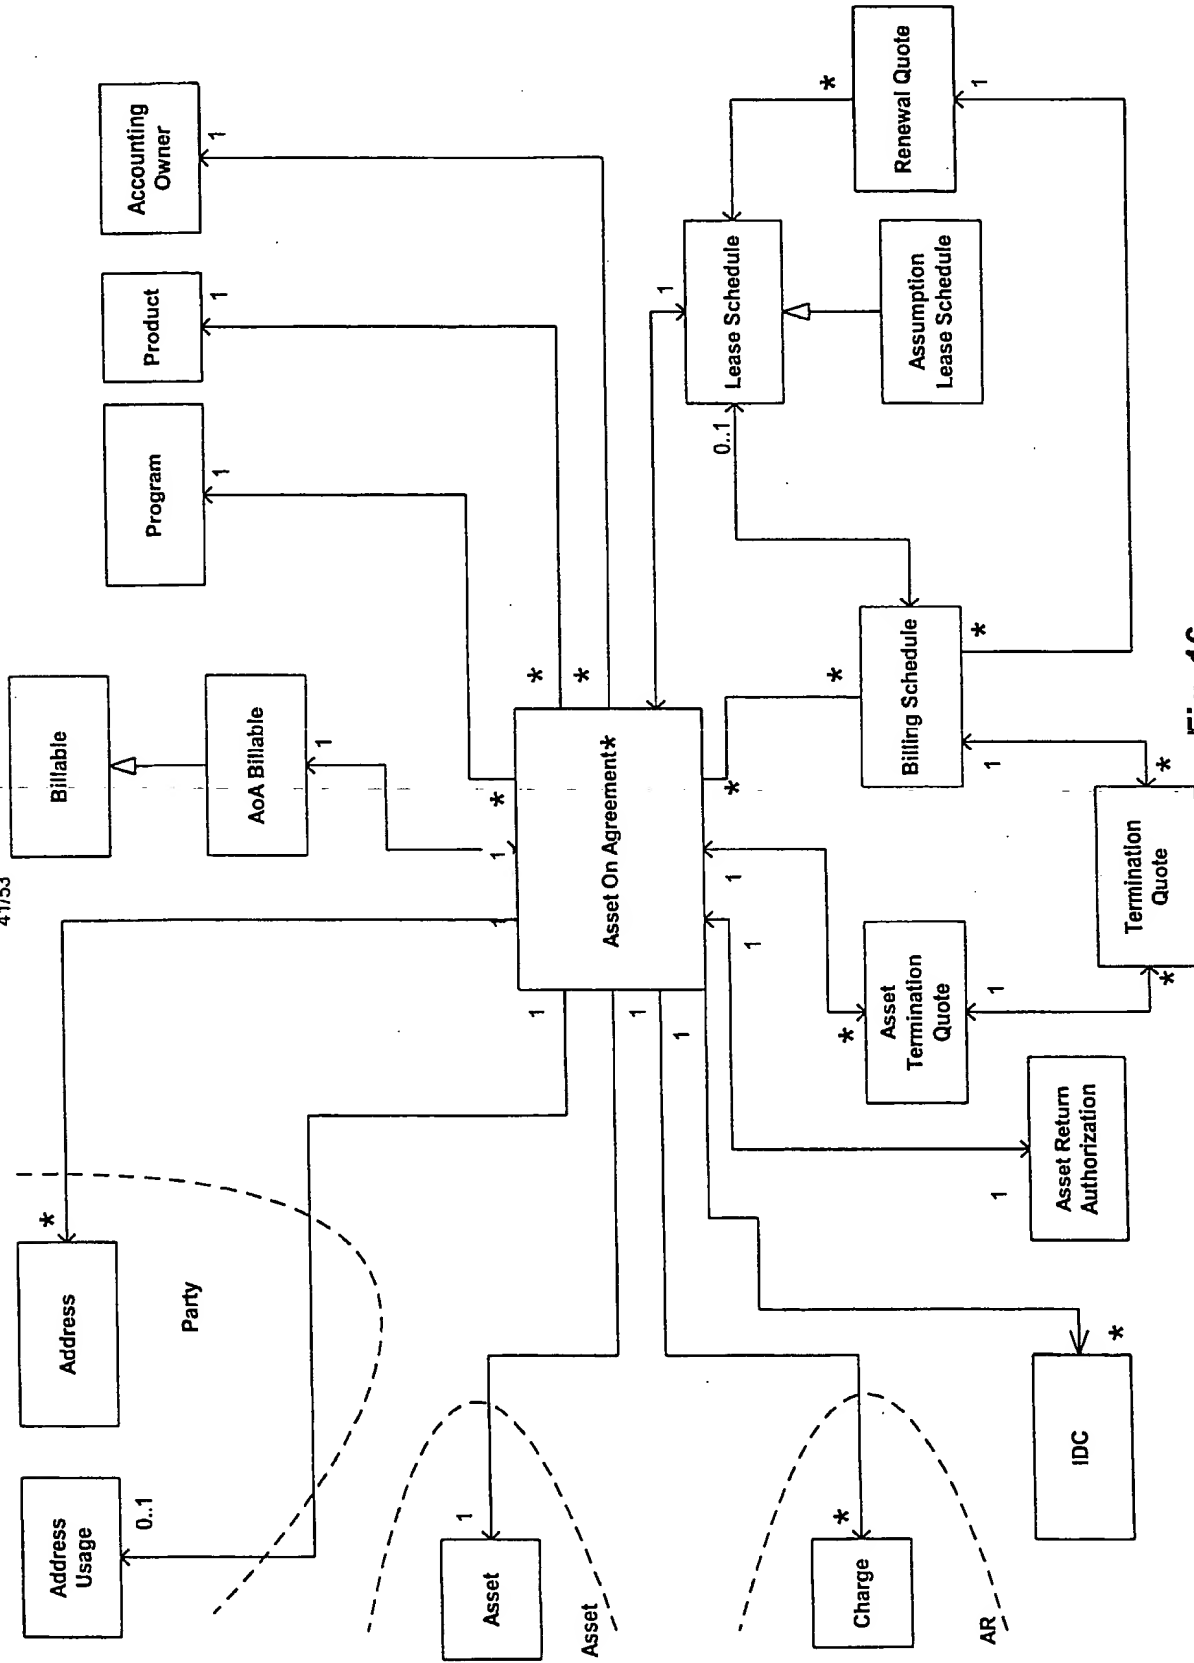 41/53
Address
Usage
0..1
Address
*
Party
Billable
AoA Billable
1
Program
1
Product
1
Accounting
Owner
1
Asset
1
Asset
1
1
1
1
1
*
*
*
Asset On Agreement*
Charge
*
AR
IDC
*
1
1
*
Asset Return
Authorization
1
Asset
Termination
Quote
*
1
Termination
Quote
*
*
Billing Schedule
*
1
*
Lease Schedule
0..1
1
Assumption
Lease Schedule
Renewal Quote
*
1